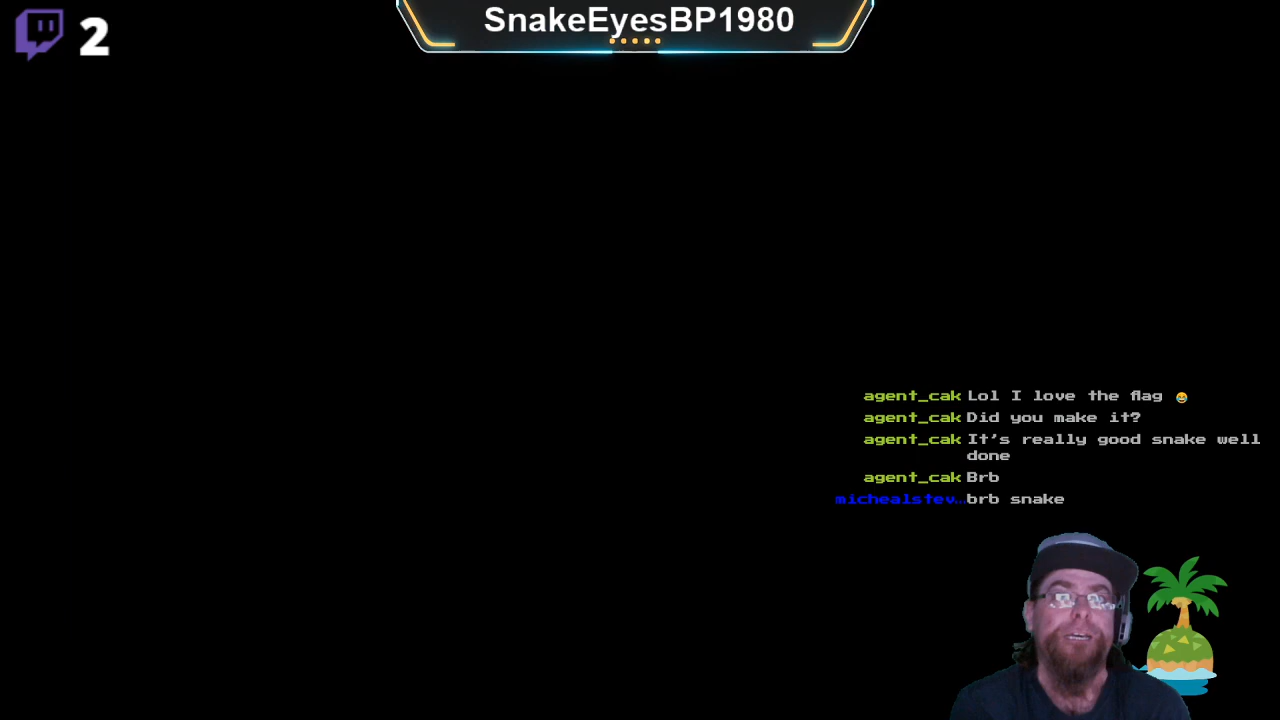 2
SnakeEyesBP1980
agent_cak Lol I love the flag 😂
agent_cak Did you make it?
agent_cak It's really good snake well
done
agent_cak Brb
michealstev… brb snake